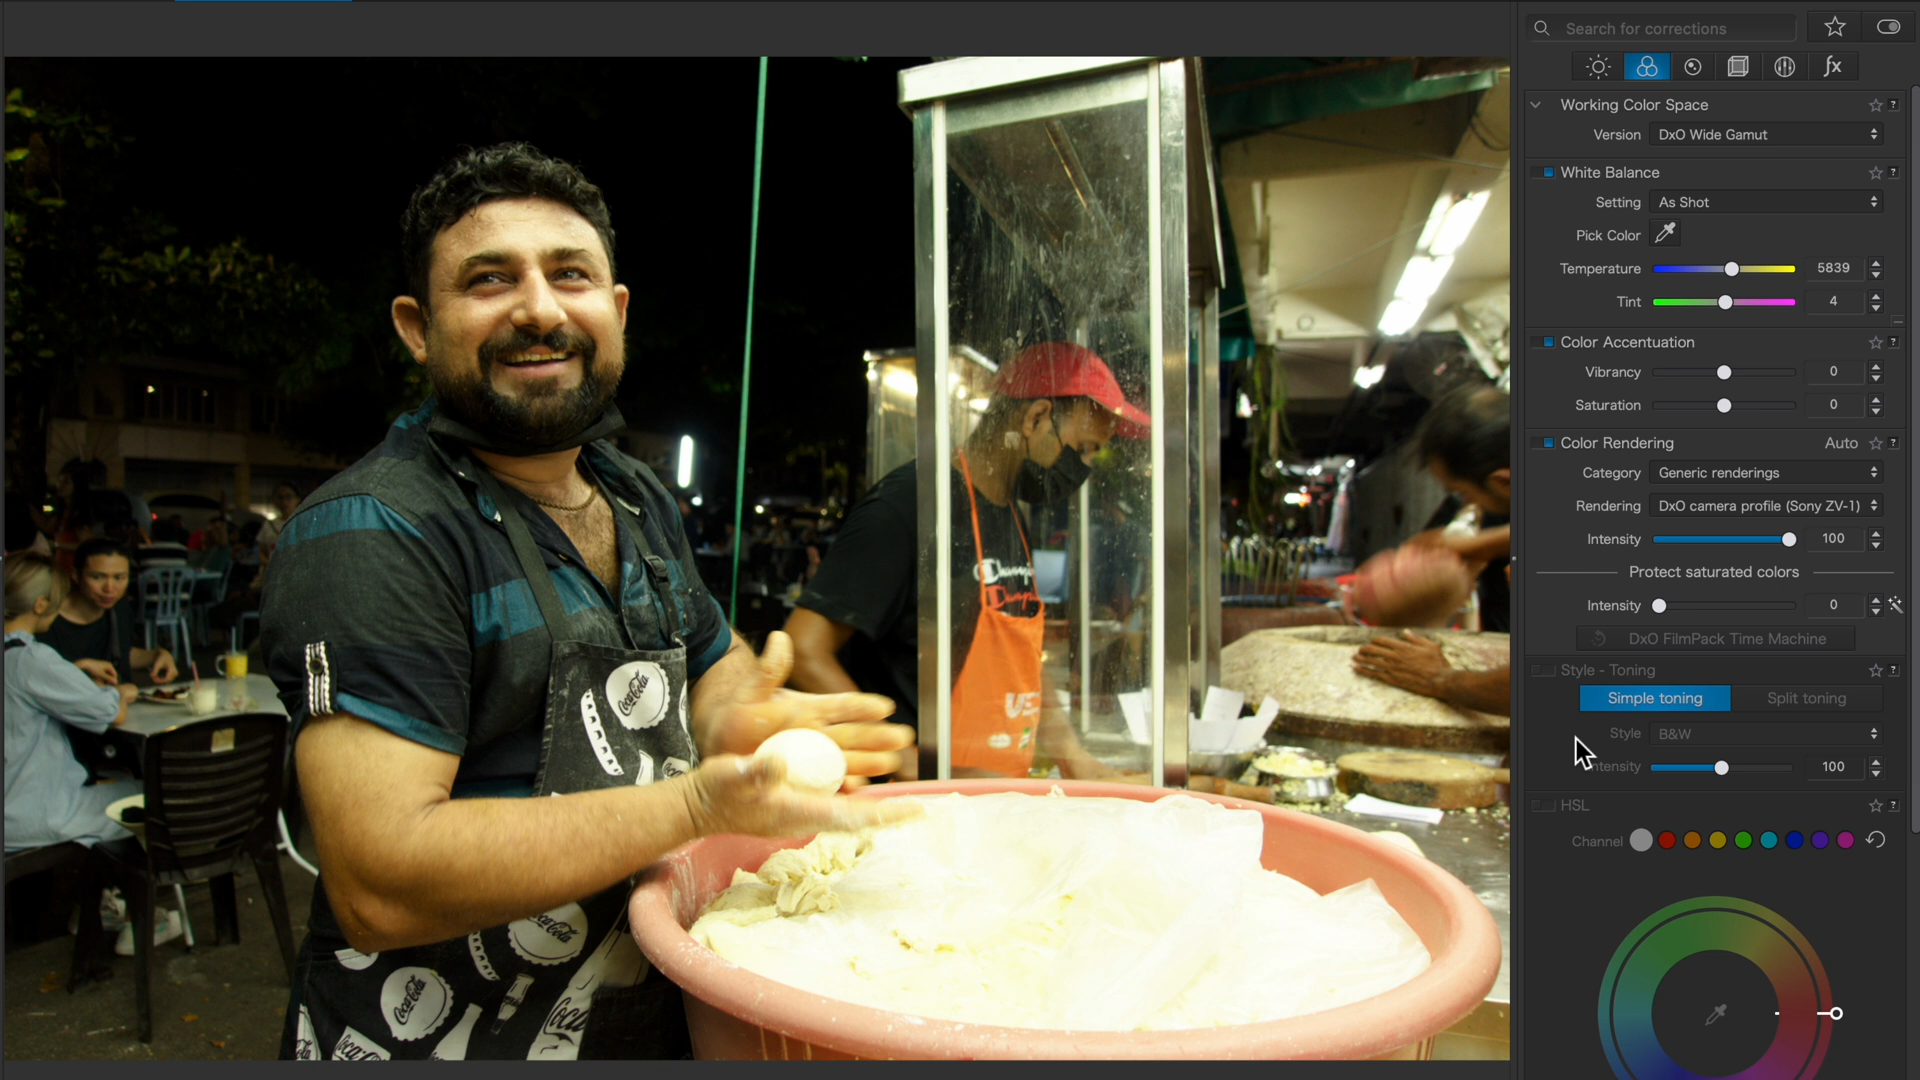 Search for corrections
Working Color Space
Version DxO Wide Gamut
White Balance
Setting As Shot
Pick Color
Temperature 5839
Tint 4
Color Accentuation
Vibrancy 0
Saturation 0
Color Rendering Auto
Category Generic renderings
Rendering DxO camera profile (Sony ZV-1)
Intensity 100
Protect saturated colors
Intensity 0
DxO FilmPack Time Machine
Style - Toning
Simple toning Split toning
Style B&W
Intensity 100
HSL
Channel
fx
Coca-Cola
Coca-Cola
Coca-Cola